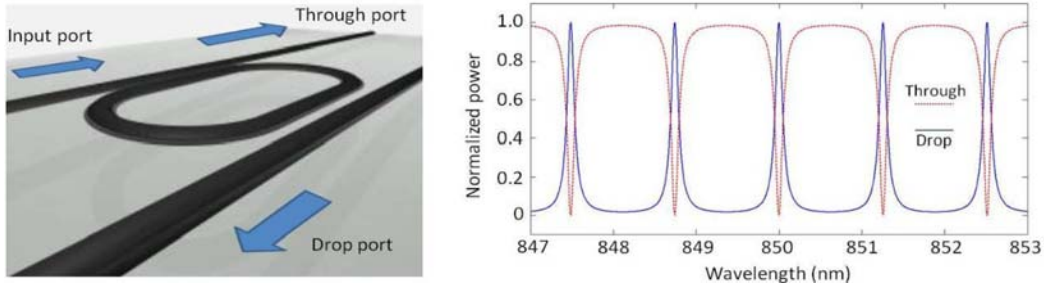 Through port
Input port
Drop port
Normalized power
1.0
0.8
0.6
0.4
0.2
0
Through
Drop
847 848 849 850 851 852 853
Wavelength (nm)